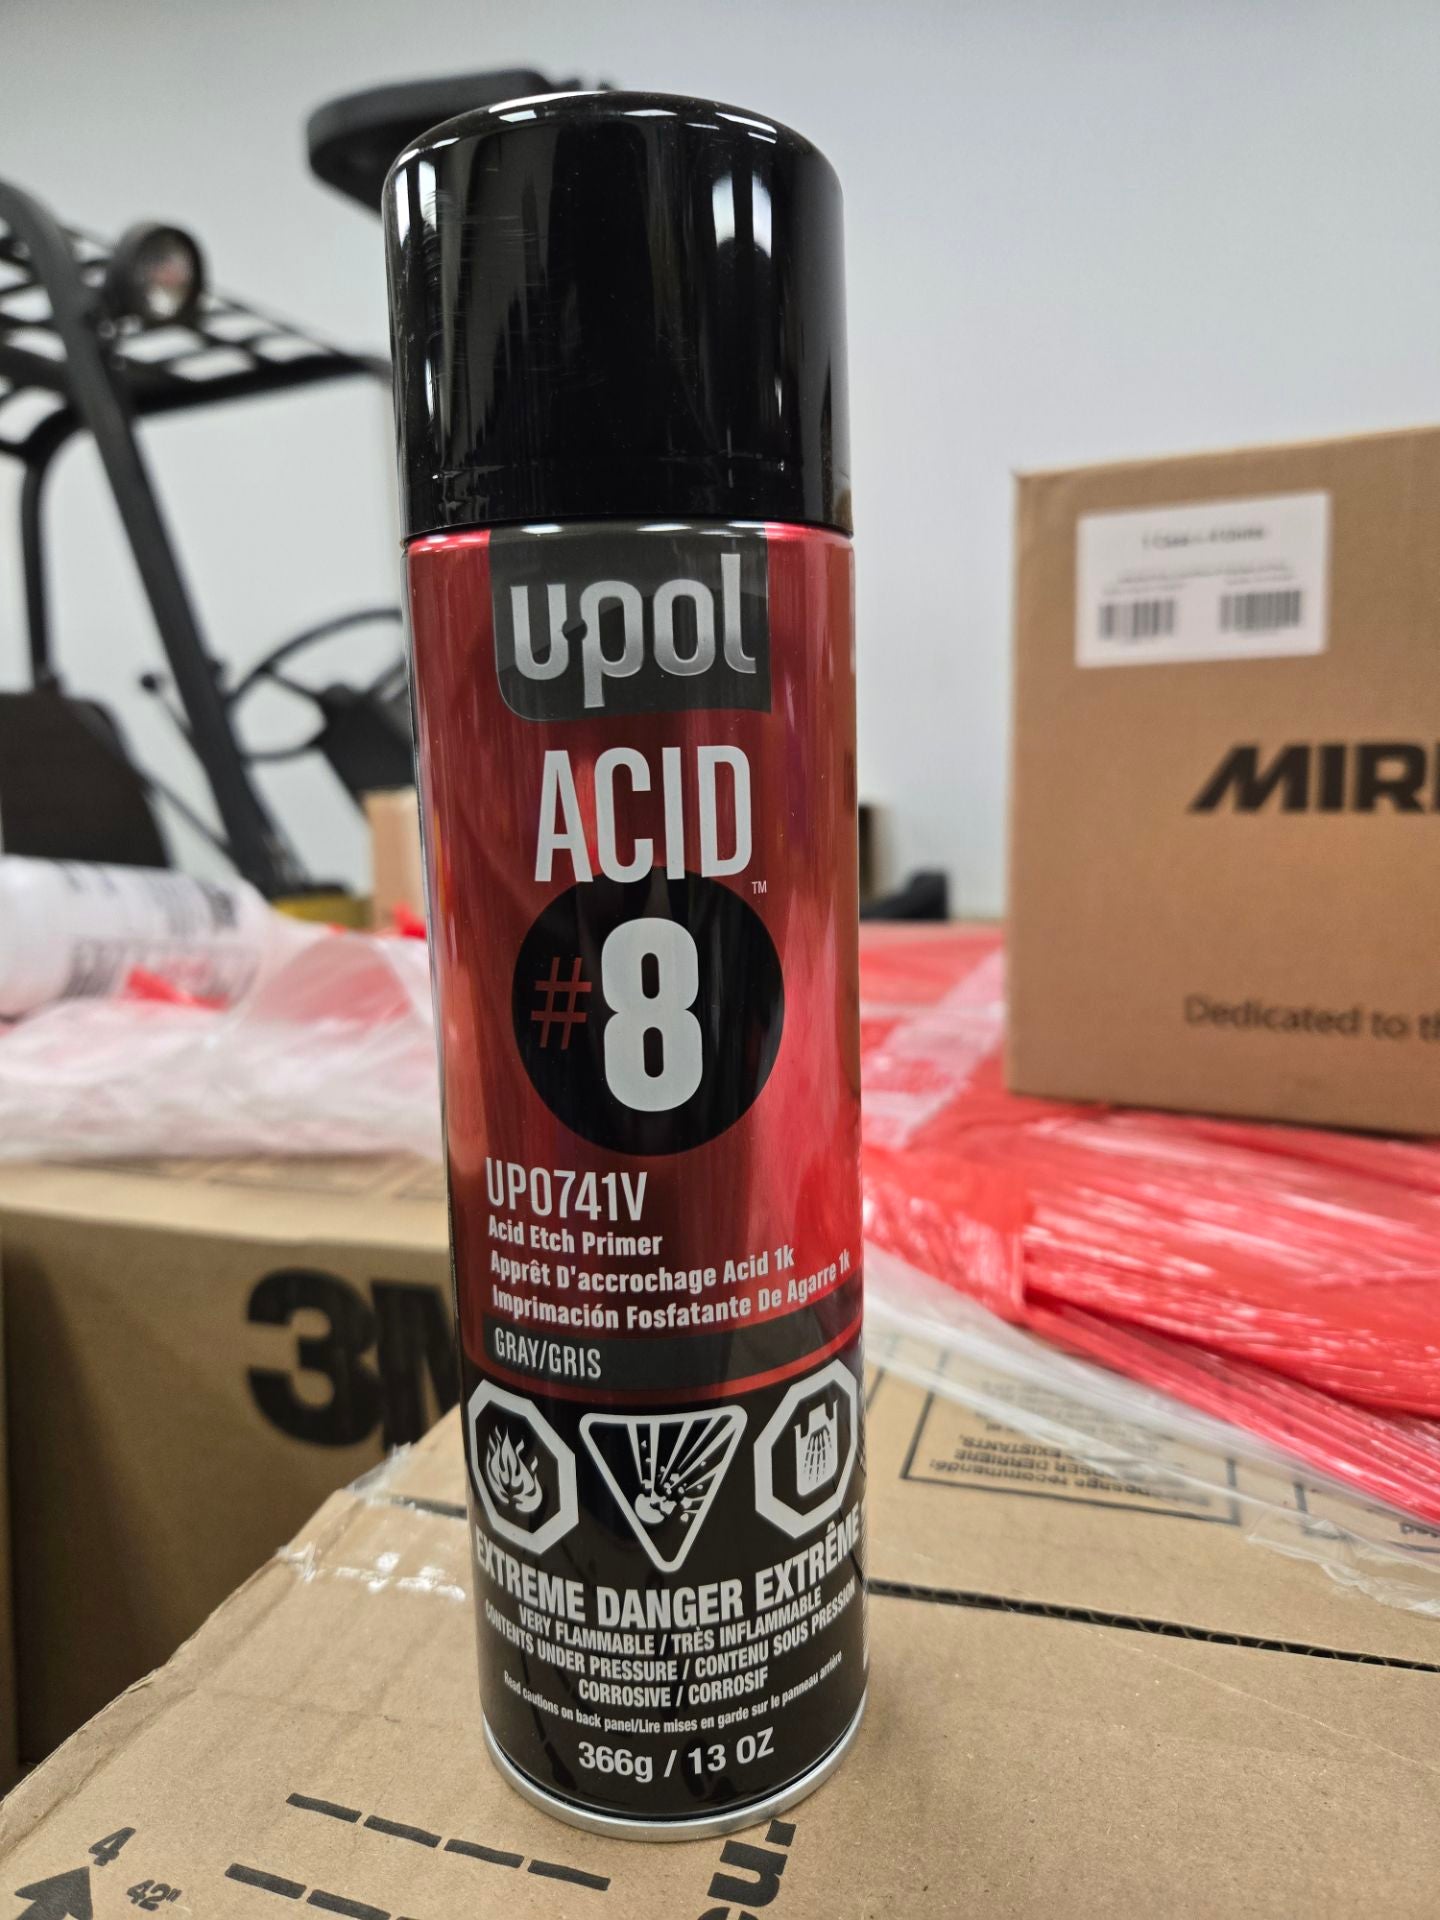 upol
ACID
TM
#8
UP0741V
Acid Etch Primer
Apprêt D'accrochage Acid 1k
Imprimación Fosfatante De Agarre 1k
GRAY/GRIS
EXTREME DANGER EXTRÊME
VERY FLAMMABLE / TRÈS INFLAMMABLE
CONTENTS UNDER PRESSURE / CONTENU SOUS PRESSION
CORROSIVE / CORROSIF
Read cautions on back panel/Lire mises en garde sur le panneau arrière
366g / 13 OZ
MIR
Dedicated to
3M
4
42"